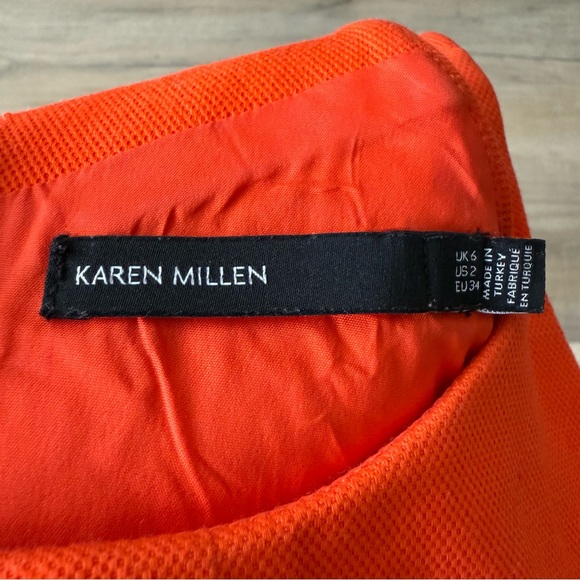 KAREN MILLEN
UK 6
US 2
EU 34
MADE IN
TURKEY
FABRIQUÉ
EN TURQUIE